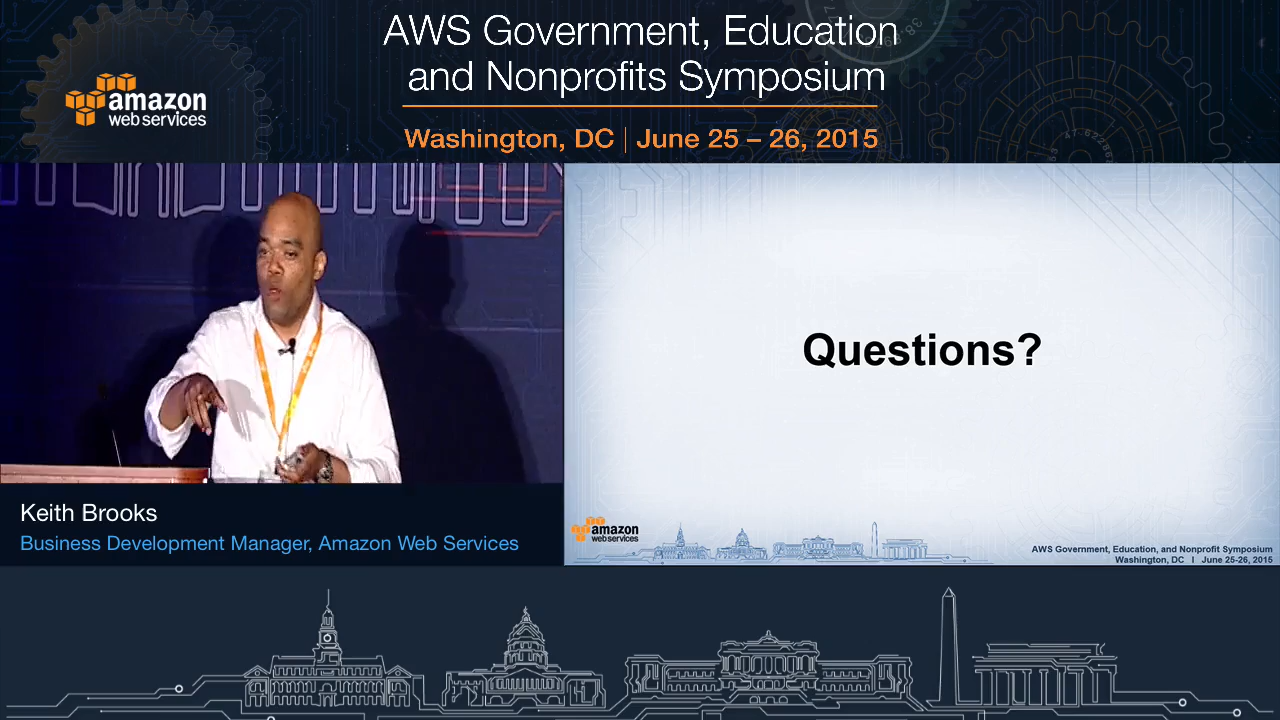 AWS Government, Education
and Nonprofits Symposium
amazon
web services
Washington, DC | June 25 – 26, 2015
Questions?
Keith Brooks
Business Development Manager, Amazon Web Services
amazon
web services
AWS Government, Education, and Nonprofit Symposium
Washington, DC I June 25-26, 2015